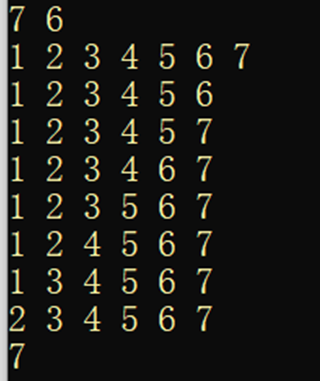 7 6
1 2 3 4 5 6 7
1 2 3 4 5 6
1 2 3 4 5 7
1 2 3 4 6 7
1 2 3 5 6 7
1 2 4 5 6 7
1 3 4 5 6 7
2 3 4 5 6 7
7